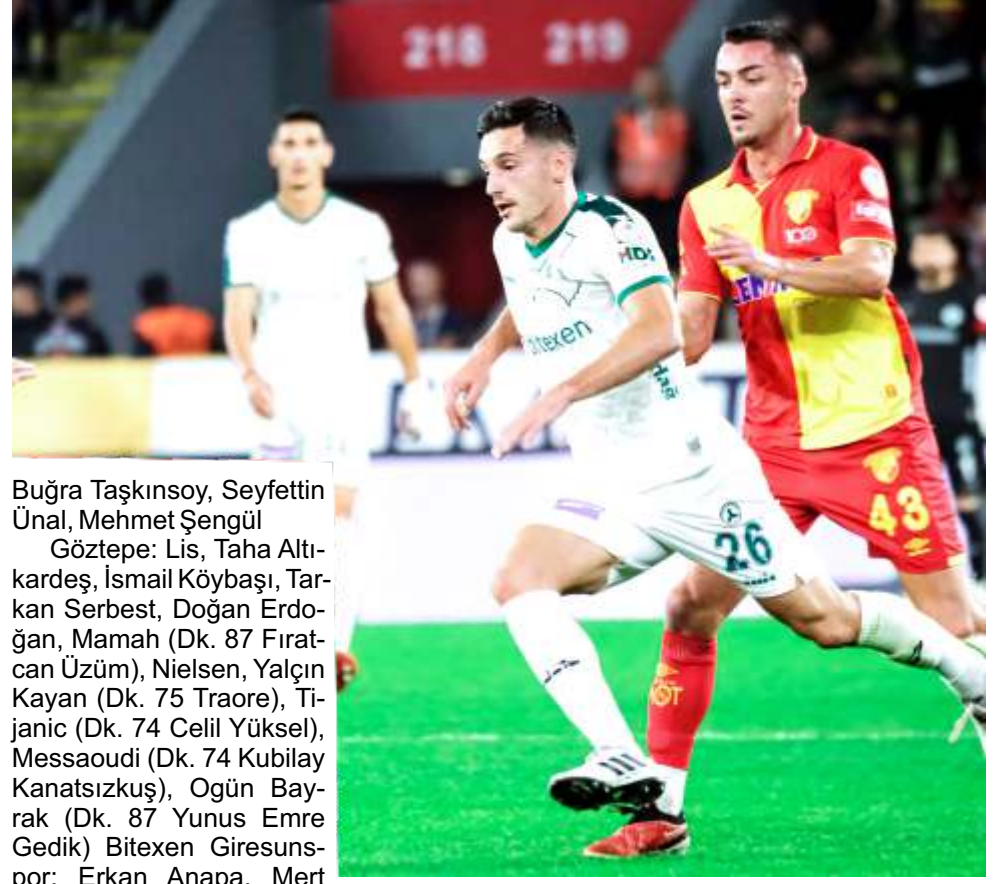 218 219
HDI
bitexen
26
43
Buğra Taşkınsoy, Seyfettin
Ünal, Mehmet Şengül
Göztepe: Lis, Taha Altı-
kardeş, İsmail Köybaşı, Tar-
kan Serbest, Doğan Erdo-
ğan, Mamah (Dk. 87 Fırat-
can Üzüm), Nielsen, Yalçın
Kayan (Dk. 75 Traore), Ti-
janic (Dk. 74 Celil Yüksel),
Messaoudi (Dk. 74 Kubilay
Kanatsızkuş), Ogün Bay-
rak (Dk. 87 Yunus Emre
Gedik) Bitexen Giresuns-
por: Erkan Anapa, Mert